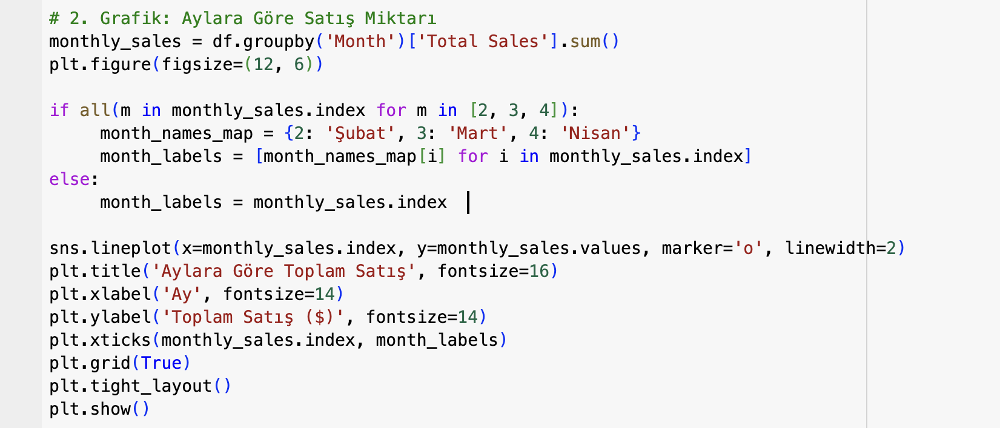 # 2. Grafik: Aylara Göre Satış Miktarı
monthly_sales = df.groupby('Month')['Total Sales'].sum()
plt.figure(figsize=(12, 6))
if all(m in monthly_sales.index for m in [2, 3, 4]):
     month_names_map = {2: 'Şubat', 3: 'Mart', 4: 'Nisan'}
     month_labels = [month_names_map[i] for i in monthly_sales.index]
else:
     month_labels = monthly_sales.index
sns.lineplot(x=monthly_sales.index, y=monthly_sales.values, marker='o', linewidth=2)
plt.title('Aylara Göre Toplam Satış', fontsize=16)
plt.xlabel('Ay', fontsize=14)
plt.ylabel('Toplam Satış ($)', fontsize=14)
plt.xticks(monthly_sales.index, month_labels)
plt.grid(True)
plt.tight_layout()
plt.show()